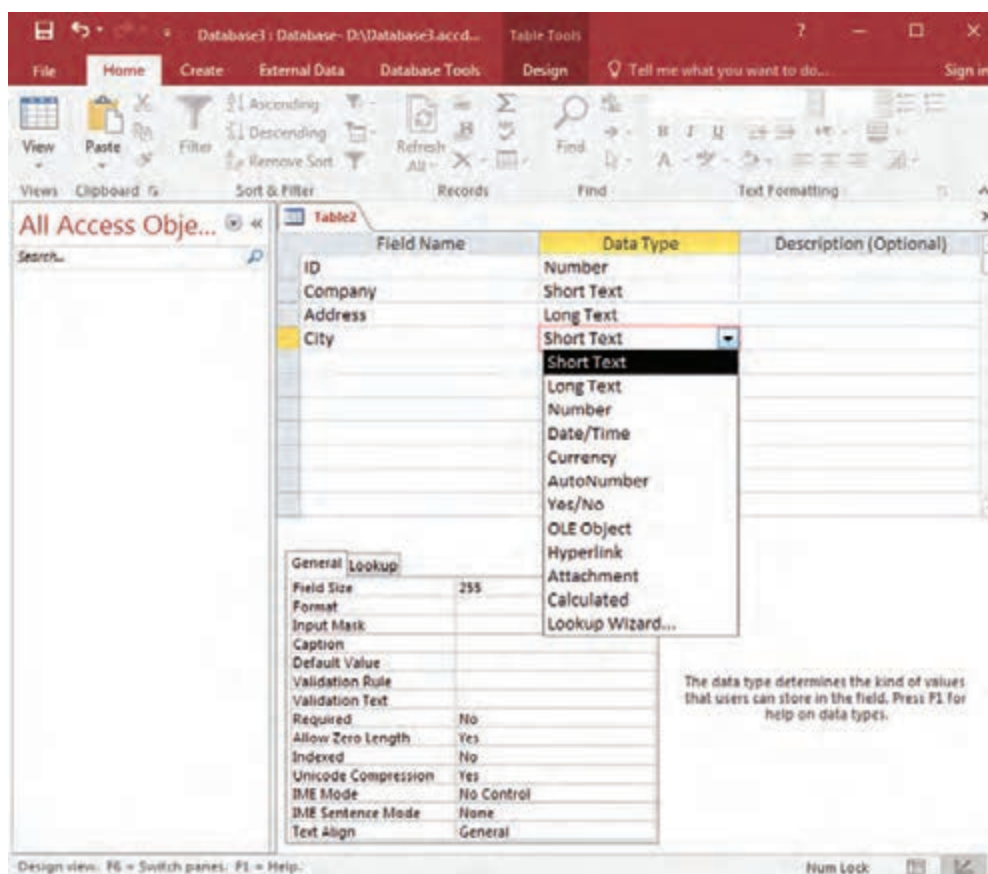 Database3 : Database- D:\Database3.accd... Table Tools ?
File Home Create External Data Database Tools Design Tell me what you want to do... Sign in
View Paste Filter Ascending Descending Remove Sort Refresh All Find B I U A
Views Clipboard Sort & Filter Records Find Text Formatting
All Access Obje... «
Search...
Table2
Field Name Data Type Description (Optional)
ID Number
Company Short Text
Address Long Text
City Short Text
Short Text
Long Text
Number
Date/Time
Currency
AutoNumber
Yes/No
OLE Object
Hyperlink
Attachment
Calculated
Lookup Wizard...
General Lookup
Field Size 255
Format
Input Mask
Caption
Default Value
Validation Rule
Validation Text
Required No
Allow Zero Length Yes
Indexed No
Unicode Compression Yes
IME Mode No Control
IME Sentence Mode None
Text Align General
The data type determines the kind of values
that users can store in the field. Press F1 for
help on data types.
Design view. F6 = Switch panes. F1 = Help. Num Lock